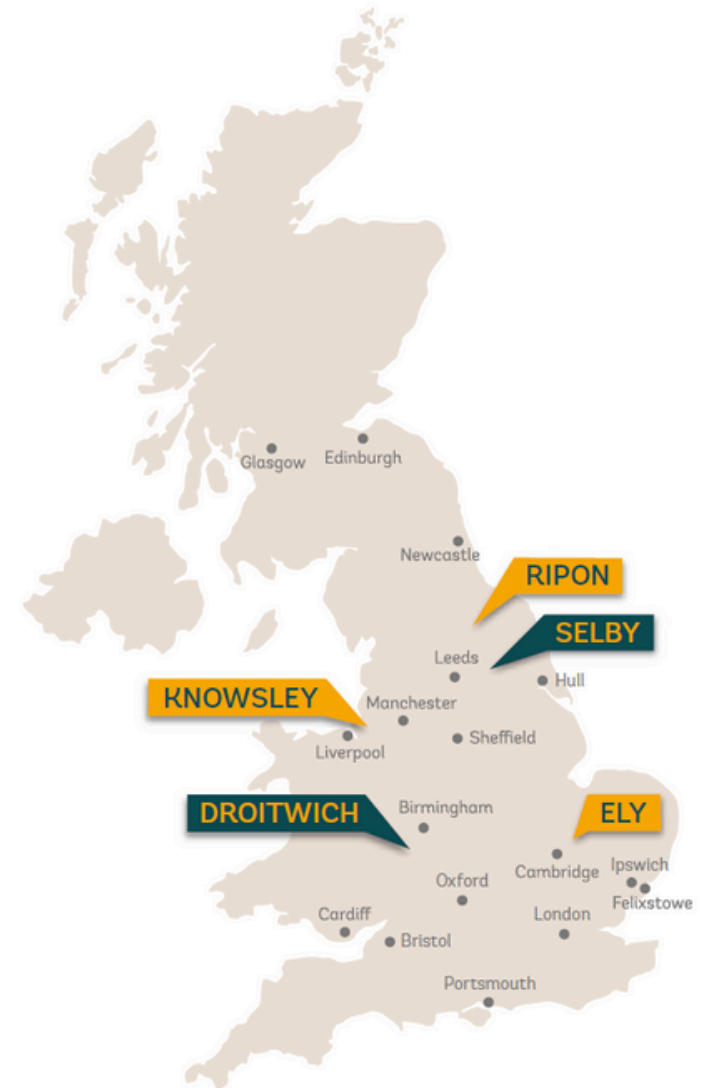 Glasgow
Edinburgh
Newcastle
RIPON
SELBY
Leeds
Hull
KNOWSLEY
Manchester
Sheffield
Liverpool
DROITWICH
Birmingham
ELY
Cambridge
Ipswich
Oxford
Felixstowe
Cardiff
London
Bristol
Portsmouth